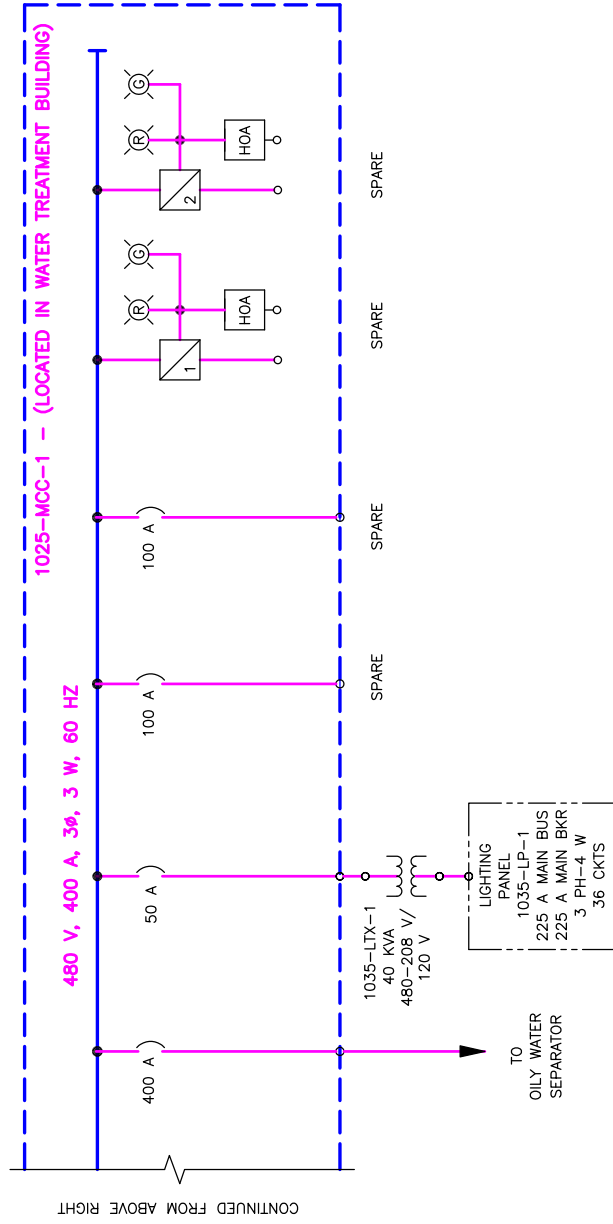 1025-MCC-1 - (LOCATED IN WATER TREATMENT BUILDING)
480 V, 400 A, 3ø, 3 W, 60 HZ
CONTINUED FROM ABOVE RIGHT
400 A
TO
OILY WATER
SEPARATOR
50 A
1035-LTX-1
40 KVA
480-208 V/
120 V
LIGHTING
PANEL
1035-LP-1
225 A MAIN BUS
225 A MAIN BKR
3 PH-4 W
36 CKTS
100 A
SPARE
100 A
SPARE
R
G
1
HOA
SPARE
R
G
2
HOA
SPARE